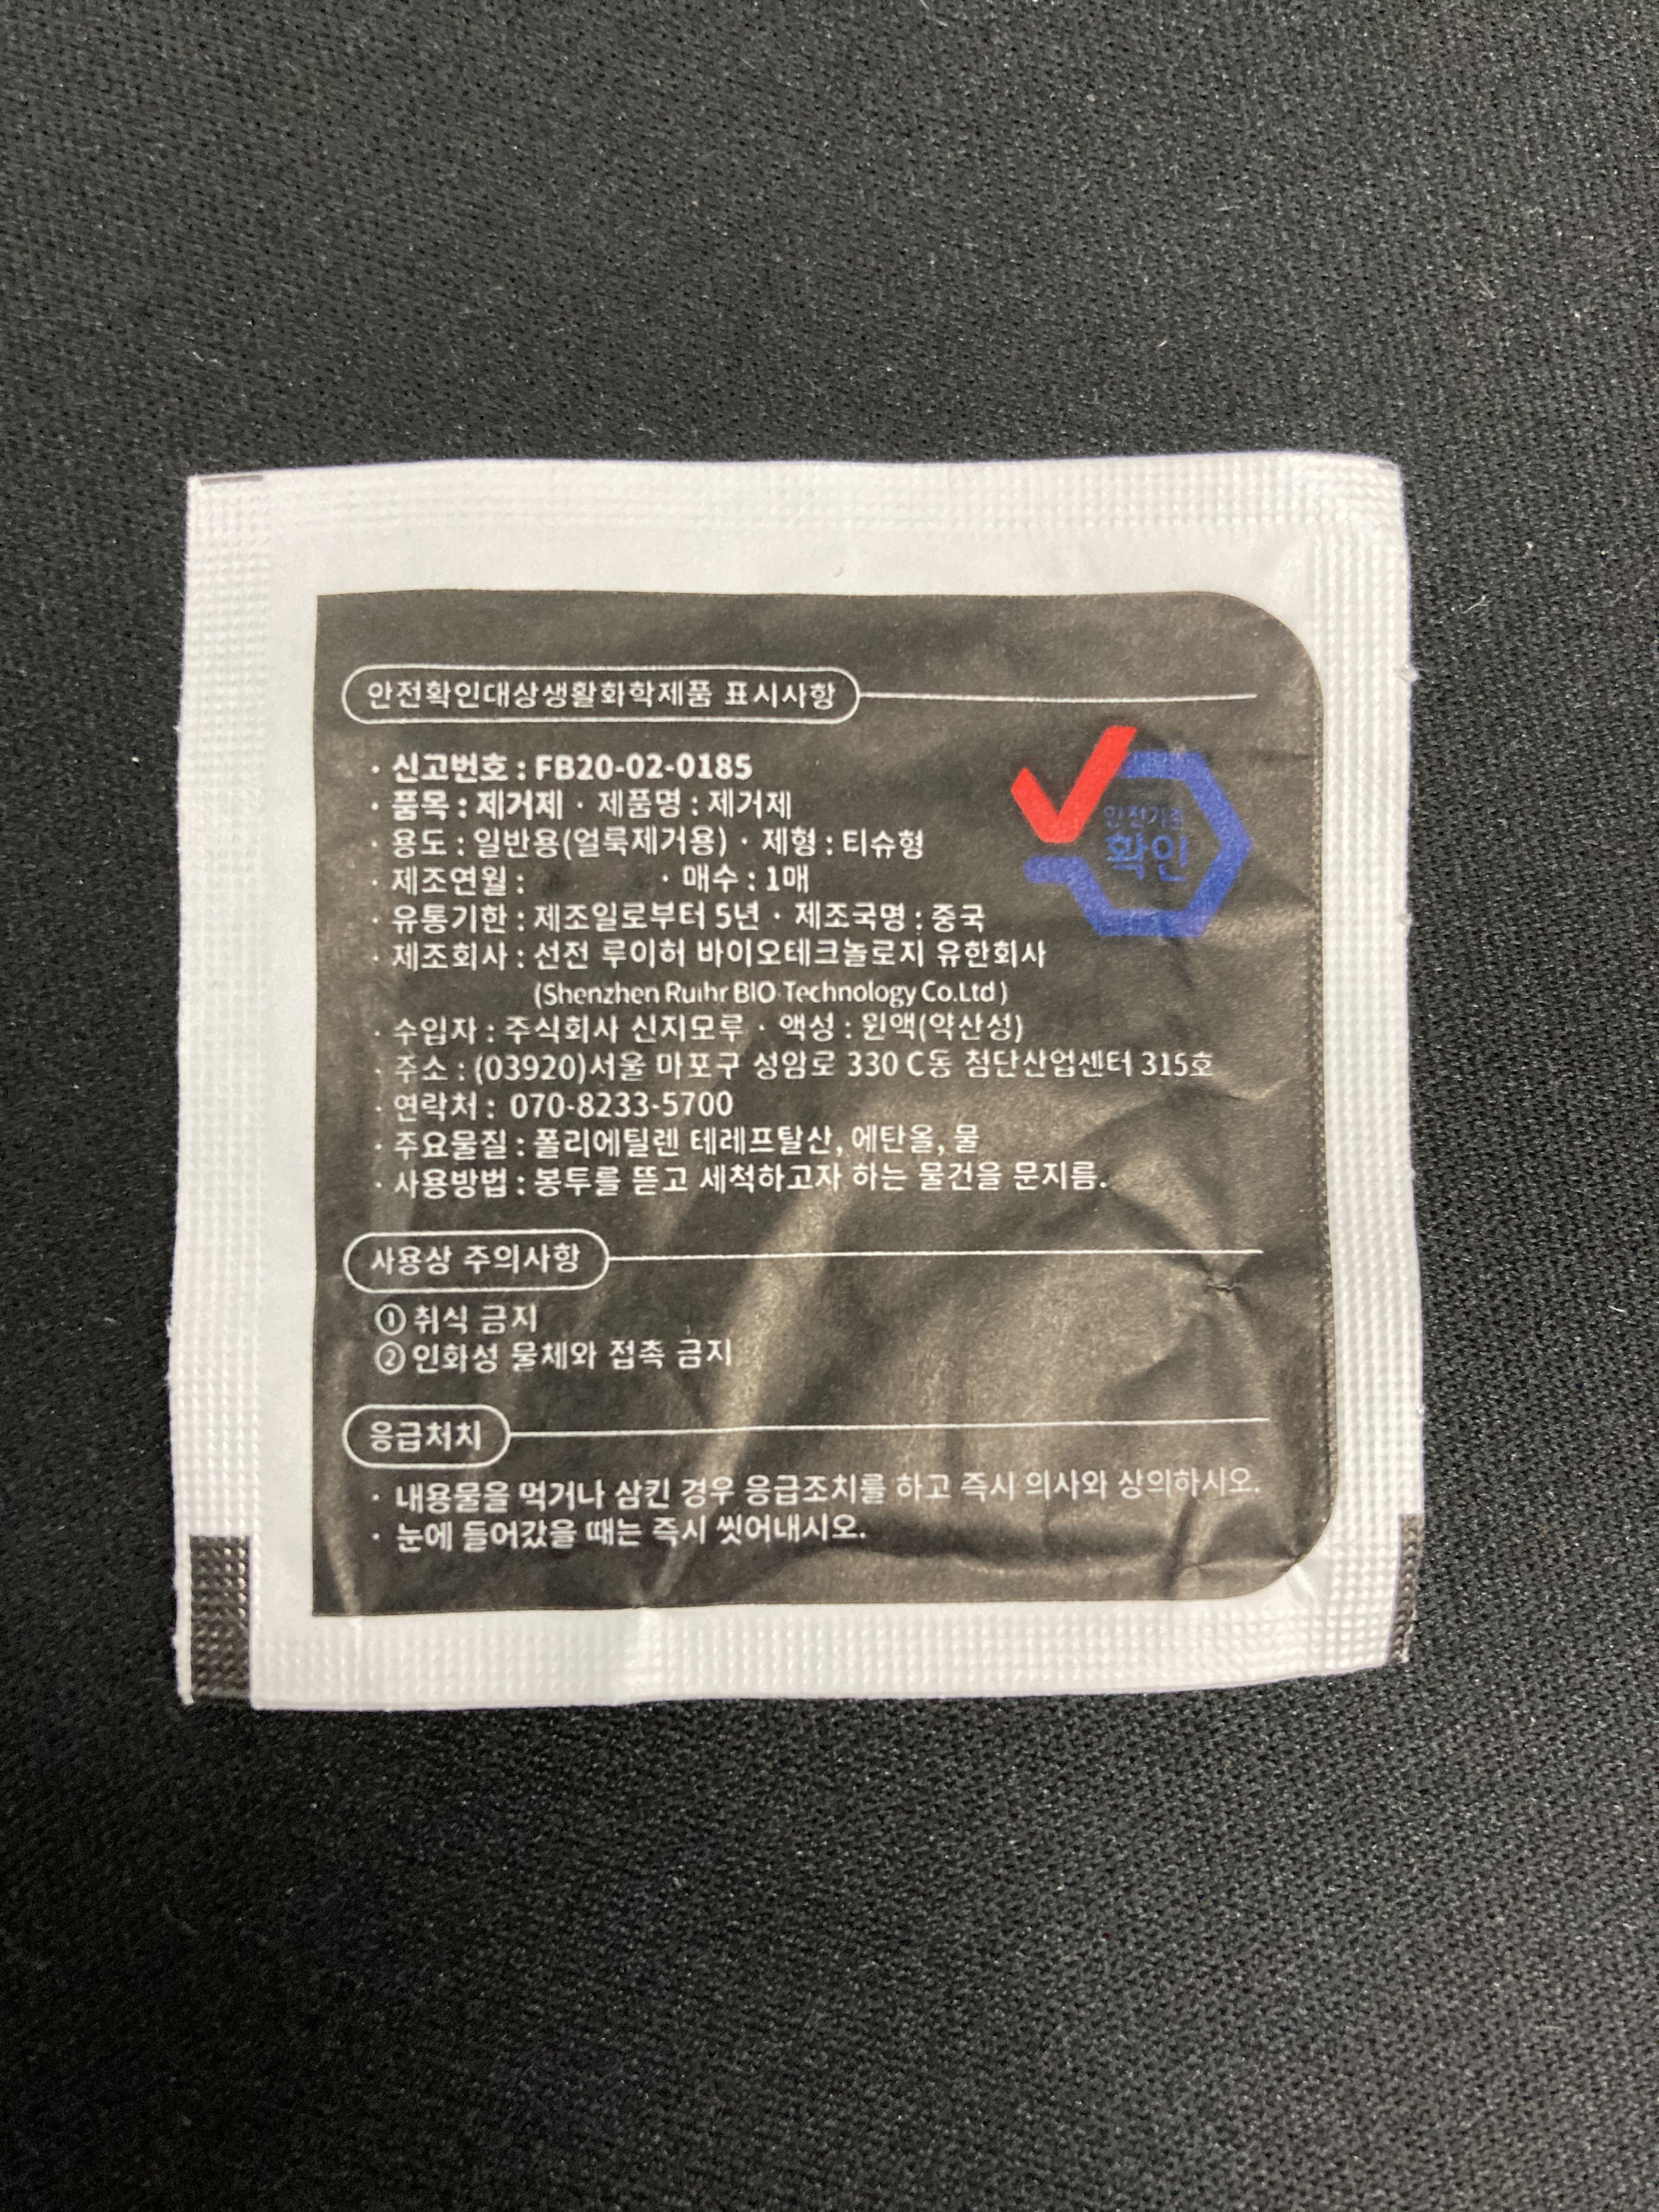 안전확인대상생활화학제품 표시사항
· 신고번호 : FB20-02-0185
· 품목 : 제거제 · 제품명 : 제거제
· 용도 : 일반용(얼룩제거용) · 제형 : 티슈형
· 제조연월 : · 매수 : 1매
· 유통기한 : 제조일로부터 5년 · 제조국명 : 중국
안전기준
확인
· 제조회사 : 선전 루이허 바이오테크놀로지 유한회사
(Shenzhen Ruihr BIO Technology Co.Ltd)
· 수입자 : 주식회사 신지모루 · 액성 : 원액(약산성)
· 주소 : (03920)서울 마포구 성암로 330 C동 첨단산업센터 315호
· 연락처 : 070-8233-5700
· 주요물질 : 폴리에틸렌 테레프탈산, 에탄올, 물
· 사용방법 : 봉투를 뜯고 세척하고자 하는 물건을 문지름.
사용상 주의사항
① 취식 금지
② 인화성 물체와 접촉 금지
응급처치
· 내용물을 먹거나 삼킨 경우 응급조치를 하고 즉시 의사와 상의하시오.
· 눈에 들어갔을 때는 즉시 씻어내시오.